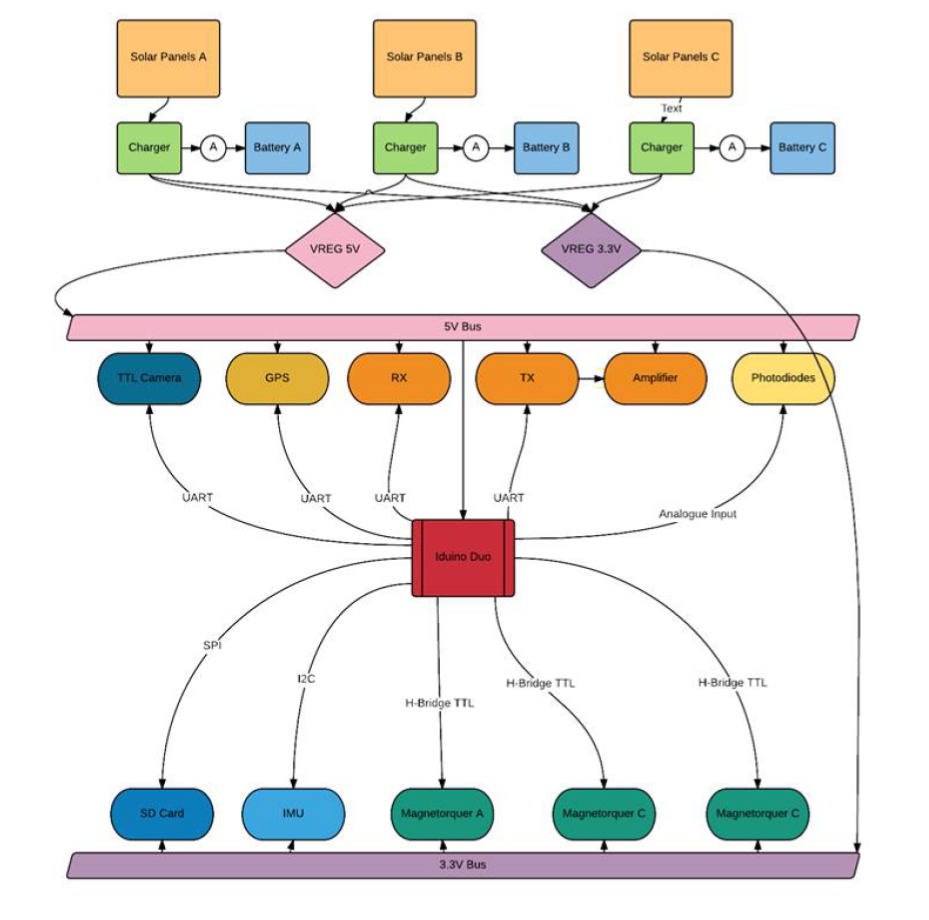 Solar Panels A
Solar Panels B
Solar Panels C
Text
Charger
A
Battery A
Charger
A
Battery B
Charger
A
Battery C
VREG 5V
VREG 3.3V
5V Bus
TTL Camera
GPS
RX
TX
Amplifier
Photodiodes
UART
UART
UART
UART
Analogue Input
Iduino Duo
SPI
I2C
H-Bridge TTL
H-Bridge TTL
H-Bridge TTL
SD Card
IMU
Magnetorquer A
Magnetorquer C
Magnetorquer C
3.3V Bus